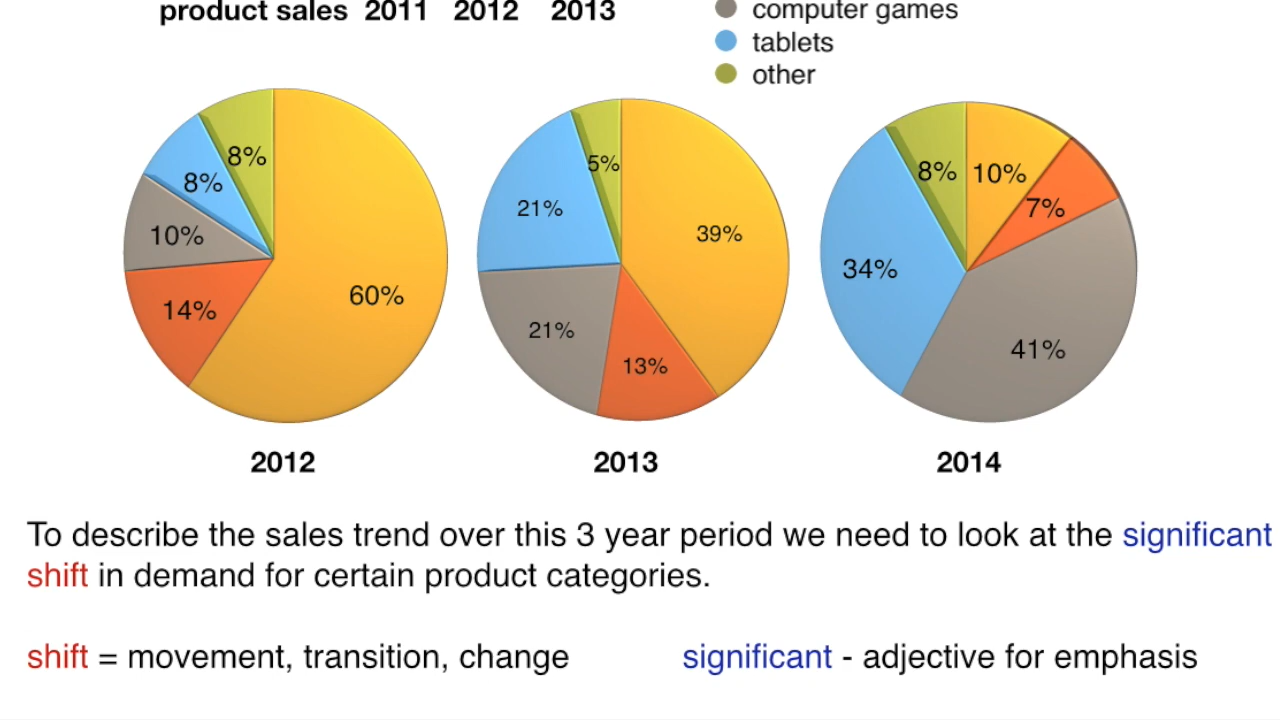 product sales 2011 2012 2013
computer games
tablets
other
8%
8%
10%
14%
60%
5%
21%
39%
21%
13%
8%
10%
7%
34%
41%
2012
2013
2014
To describe the sales trend over this 3 year period we need to look at the significant
shift in demand for certain product categories.
shift = movement, transition, change
significant - adjective for emphasis